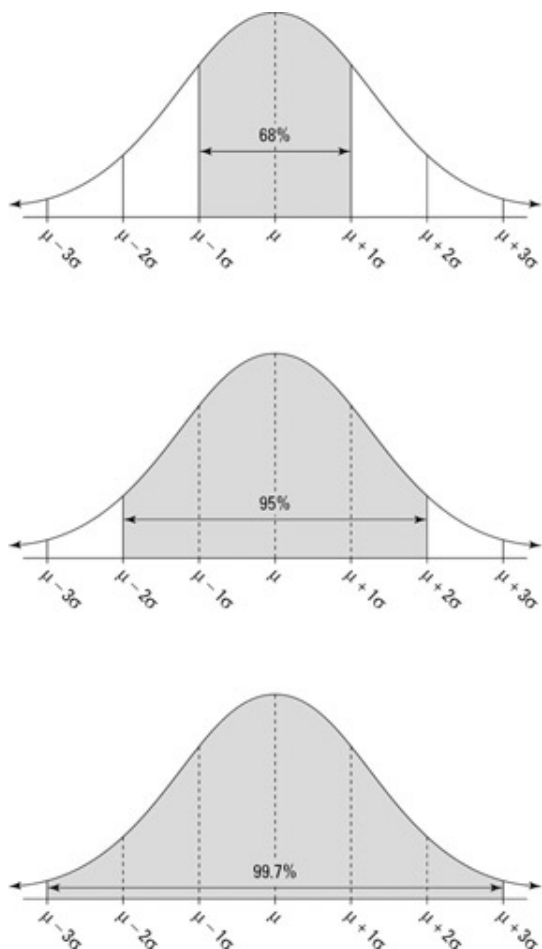 68%
μ − 3σ μ − 2σ μ − 1σ μ μ + 1σ μ + 2σ μ + 3σ
95%
μ − 3σ μ − 2σ μ − 1σ μ μ + 1σ μ + 2σ μ + 3σ
99.7%
μ − 3σ μ − 2σ μ − 1σ μ μ + 1σ μ + 2σ μ + 3σ